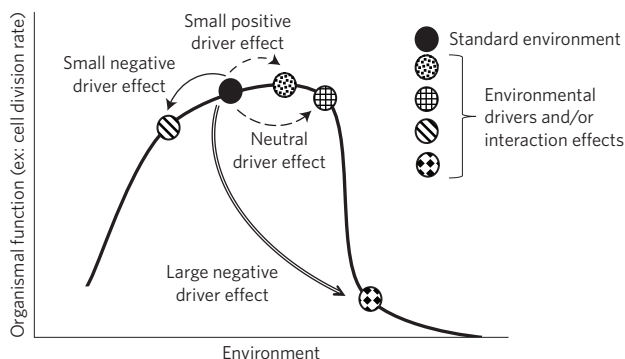 Small positive
driver effect
Small negative
driver effect
Neutral
driver effect
Large negative
driver effect
Standard environment
Environmental
drivers and/or
interaction effects
Organismal function (ex: cell division rate)
Environment